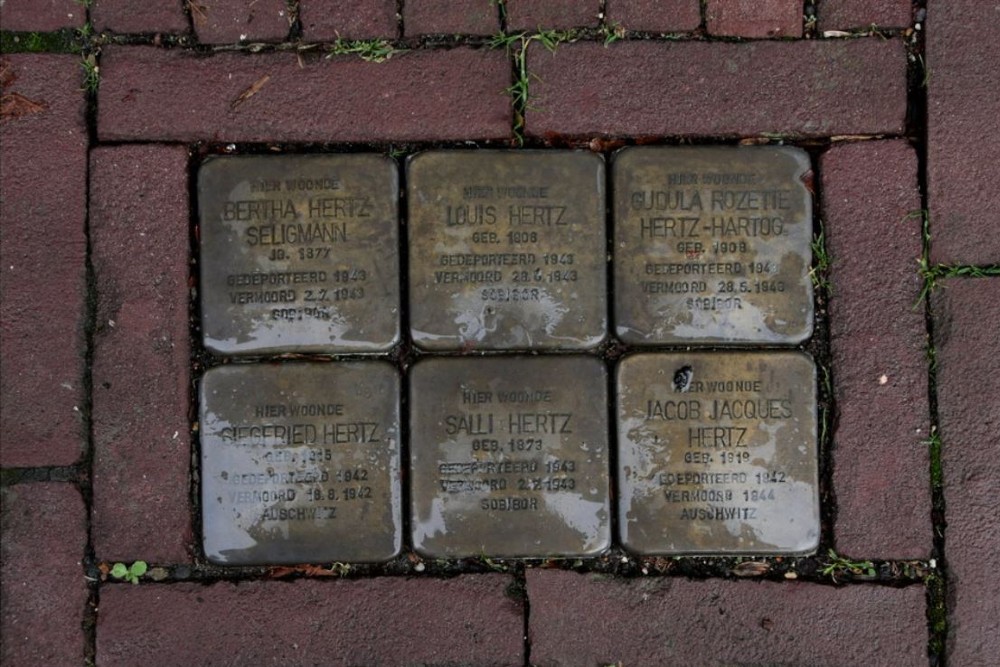 HIER WOONDE
BERTHA HERTZ
SELIGMANN
JG. 1877
GEDEPORTEERD 1943
VERMOORD 2.7.1943
SOBIBOR
HIER WOONDE
LOUIS HERTZ
GEB. 1908
GEDEPORTEERD 1943
VERMOORD 28.5.1943
SOBIBOR
HIER WOONDE
GUDULA ROZETTE
HERTZ-HARTOG
GEB. 1908
GEDEPORTEERD 1943
VERMOORD 28.5.1943
SOBIBOR
HIER WOONDE
SIEGFRIED HERTZ
GEB. 1915
GEDEPORTEERD 1942
VERMOORD 18.8.1942
AUSCHWITZ
HIER WOONDE
SALLI HERTZ
GEB. 1873
GEDEPORTEERD 1943
VERMOORD 2.7.1943
SOBIBOR
HIER WOONDE
JACOB JACQUES
HERTZ
GEB. 1919
GEDEPORTEERD 1942
VERMOORD 1944
AUSCHWITZ